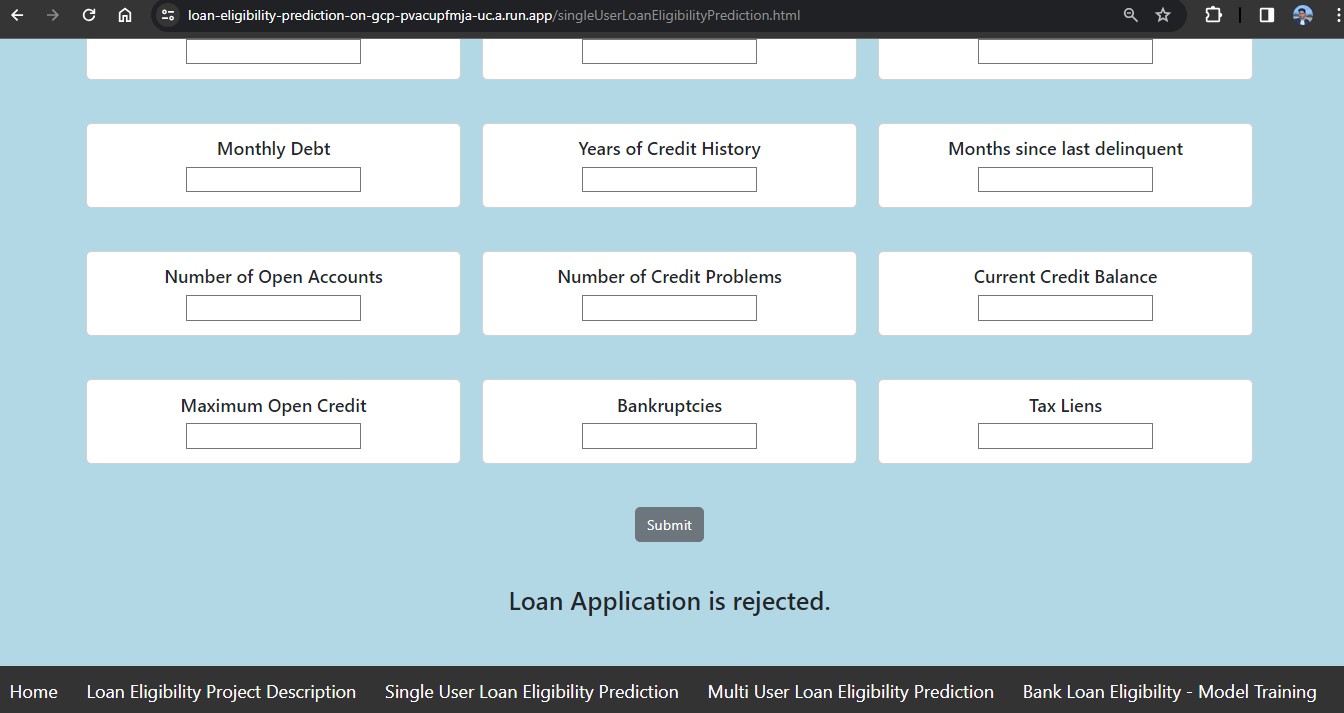 loan-eligibility-prediction-on-gcp-pvacupfmja-uc.a.run.app/singleUserLoanEligibilityPrediction.html
Monthly Debt Years of Credit History Months since last delinquent
Number of Open Accounts Number of Credit Problems Current Credit Balance
Maximum Open Credit Bankruptcies Tax Liens
Submit
Loan Application is rejected.
Home Loan Eligibility Project Description Single User Loan Eligibility Prediction Multi User Loan Eligibility Prediction Bank Loan Eligibility - Model Training